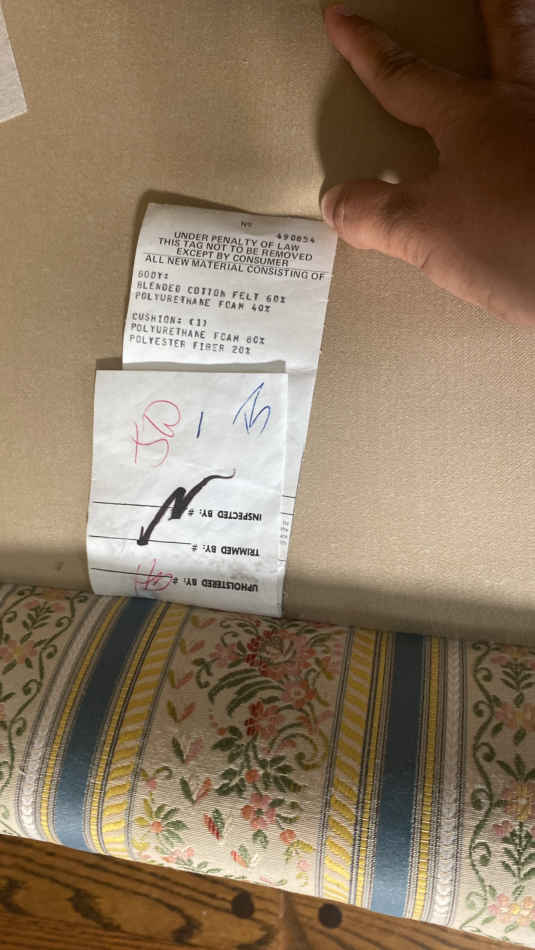 No 490854
UNDER PENALTY OF LAW
THIS TAG NOT TO BE REMOVED
EXCEPT BY CONSUMER
ALL NEW MATERIAL CONSISTING OF
BODY:
BLENDED COTTON FELT 60%
POLYURETHANE FOAM 40%
CUSHION: (1)
POLYURETHANE FOAM 80%
POLYESTER FIBER 20%
UPHOLSTERED BY: #
TRIMMED BY: #
INSPECTED BY: #